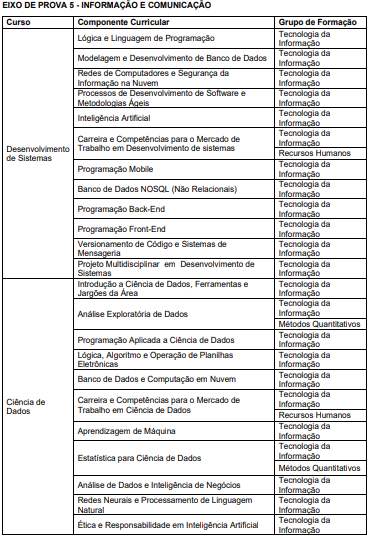 EIXO DE PROVA 5 - INFORMAÇÃO E COMUNICAÇÃO
Curso Componente Curricular Grupo de Formação
Desenvolvimento
de Sistemas
Lógica e Linguagem de Programação
Tecnologia da
Informação
Modelagem e Desenvolvimento de Banco de Dados
Tecnologia da
Informação
Redes de Computadores e Segurança da
Informação na Nuvem
Tecnologia da
Informação
Processos de Desenvolvimento de Software e
Metodologias Ágeis
Tecnologia da
Informação
Inteligência Artificial
Tecnologia da
Informação
Carreira e Competências para o Mercado de
Trabalho em Desenvolvimento de sistemas
Tecnologia da
Informação
Recursos Humanos
Programação Mobile
Tecnologia da
Informação
Banco de Dados NOSQL (Não Relacionais)
Tecnologia da
Informação
Programação Back-End
Tecnologia da
Informação
Programação Front-End
Tecnologia da
Informação
Versionamento de Código e Sistemas de
Mensageria
Tecnologia da
Informação
Projeto Multidisciplinar em Desenvolvimento de
Sistemas
Tecnologia da
Informação
Ciência de
Dados
Introdução a Ciência de Dados, Ferramentas e
Jargões da Área
Tecnologia da
Informação
Análise Exploratória de Dados
Tecnologia da
Informação
Métodos Quantitativos
Programação Aplicada a Ciência de Dados
Tecnologia da
Informação
Lógica, Algoritmo e Operação de Planilhas
Eletrônicas
Tecnologia da
Informação
Banco de Dados e Computação em Nuvem
Tecnologia da
Informação
Carreira e Competências para o Mercado de
Trabalho em Ciência de Dados
Tecnologia da
Informação
Recursos Humanos
Aprendizagem de Máquina
Tecnologia da
Informação
Estatística para Ciência de Dados
Tecnologia da
Informação
Métodos Quantitativos
Análise de Dados e Inteligência de Negócios
Tecnologia da
Informação
Redes Neurais e Processamento de Linguagem
Natural
Tecnologia da
Informação
Ética e Responsabilidade em Inteligência Artificial
Tecnologia da
Informação